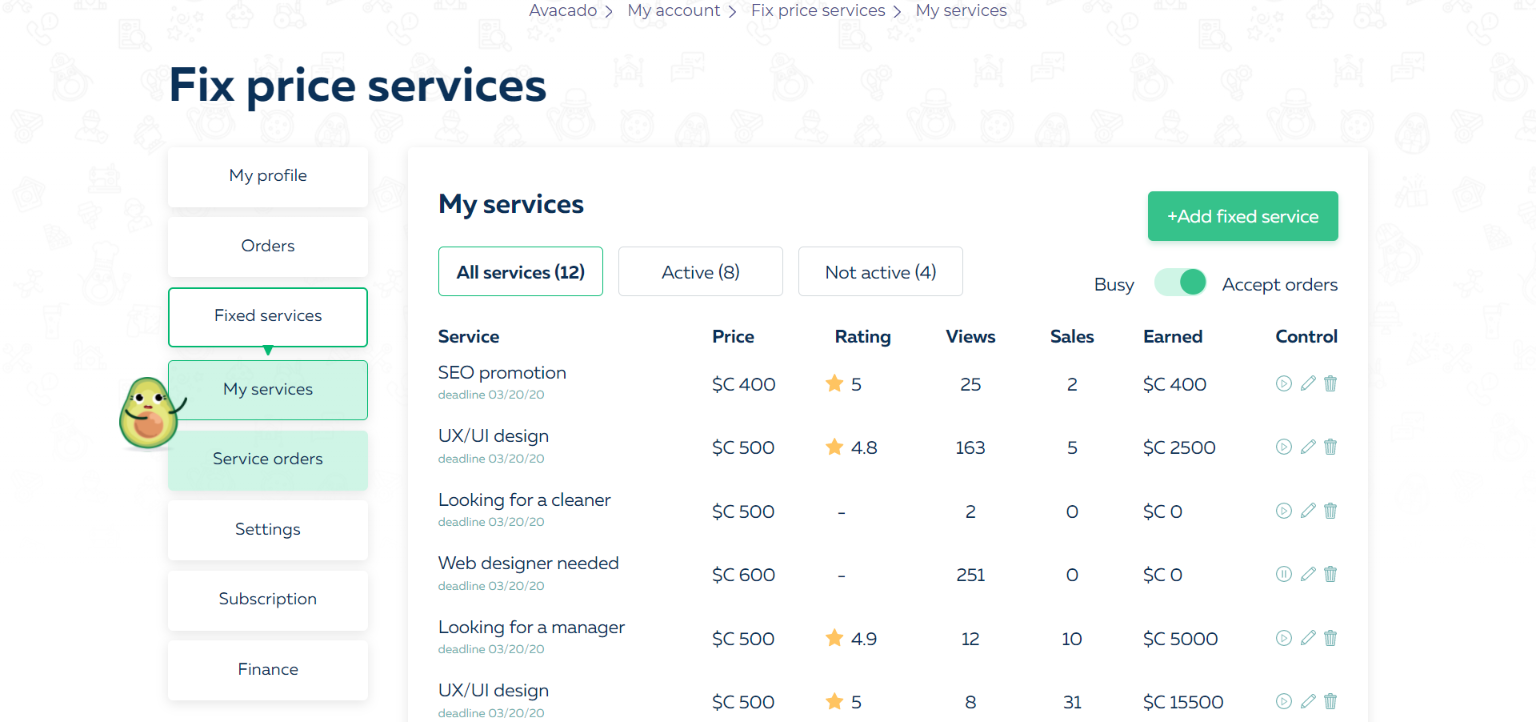 Avacado > My account > Fix price services > My services
Fix price services
My profile
Orders
Fixed services
My services
Service orders
Settings
Subscription
Finance
My services
+Add fixed service
All services (12) Active (8) Not active (4)
Busy Accept orders
Service Price Rating Views Sales Earned Control
SEO promotion
deadline 03/20/20
$C 400 5 25 2 $C 400
UX/UI design
deadline 03/20/20
$C 500 4.8 163 5 $C 2500
Looking for a cleaner
deadline 03/20/20
$C 500 - 2 0 $C 0
Web designer needed
deadline 03/20/20
$C 600 - 251 0 $C 0
Looking for a manager
deadline 03/20/20
$C 500 4.9 12 10 $C 5000
UX/UI design
deadline 03/20/20
$C 500 5 8 31 $C 15500